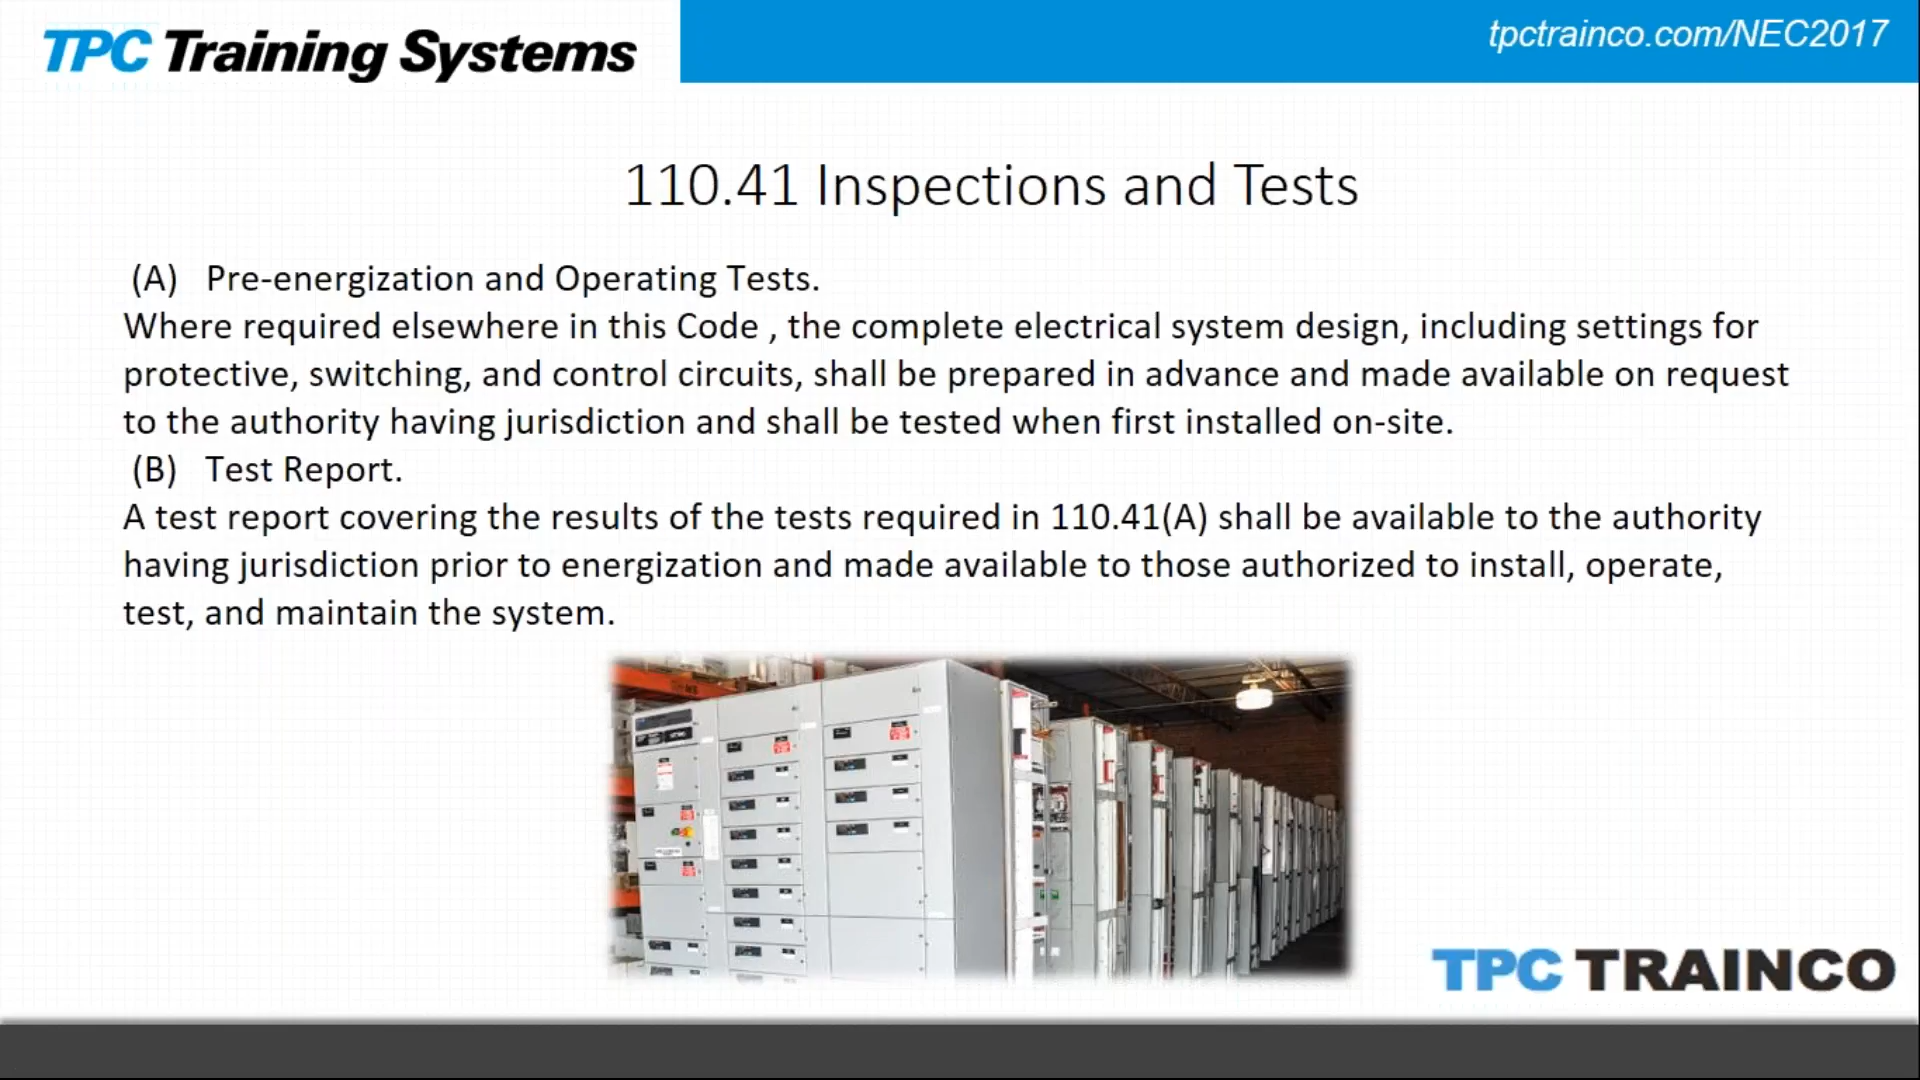 TPC Training Systems
tpctrainco.com/NEC2017
110.41 Inspections and Tests
(A) Pre-energization and Operating Tests.
Where required elsewhere in this Code , the complete electrical system design, including settings for
protective, switching, and control circuits, shall be prepared in advance and made available on request
to the authority having jurisdiction and shall be tested when first installed on-site.
(B) Test Report.
A test report covering the results of the tests required in 110.41(A) shall be available to the authority
having jurisdiction prior to energization and made available to those authorized to install, operate,
test, and maintain the system.
TPC TRAINCO